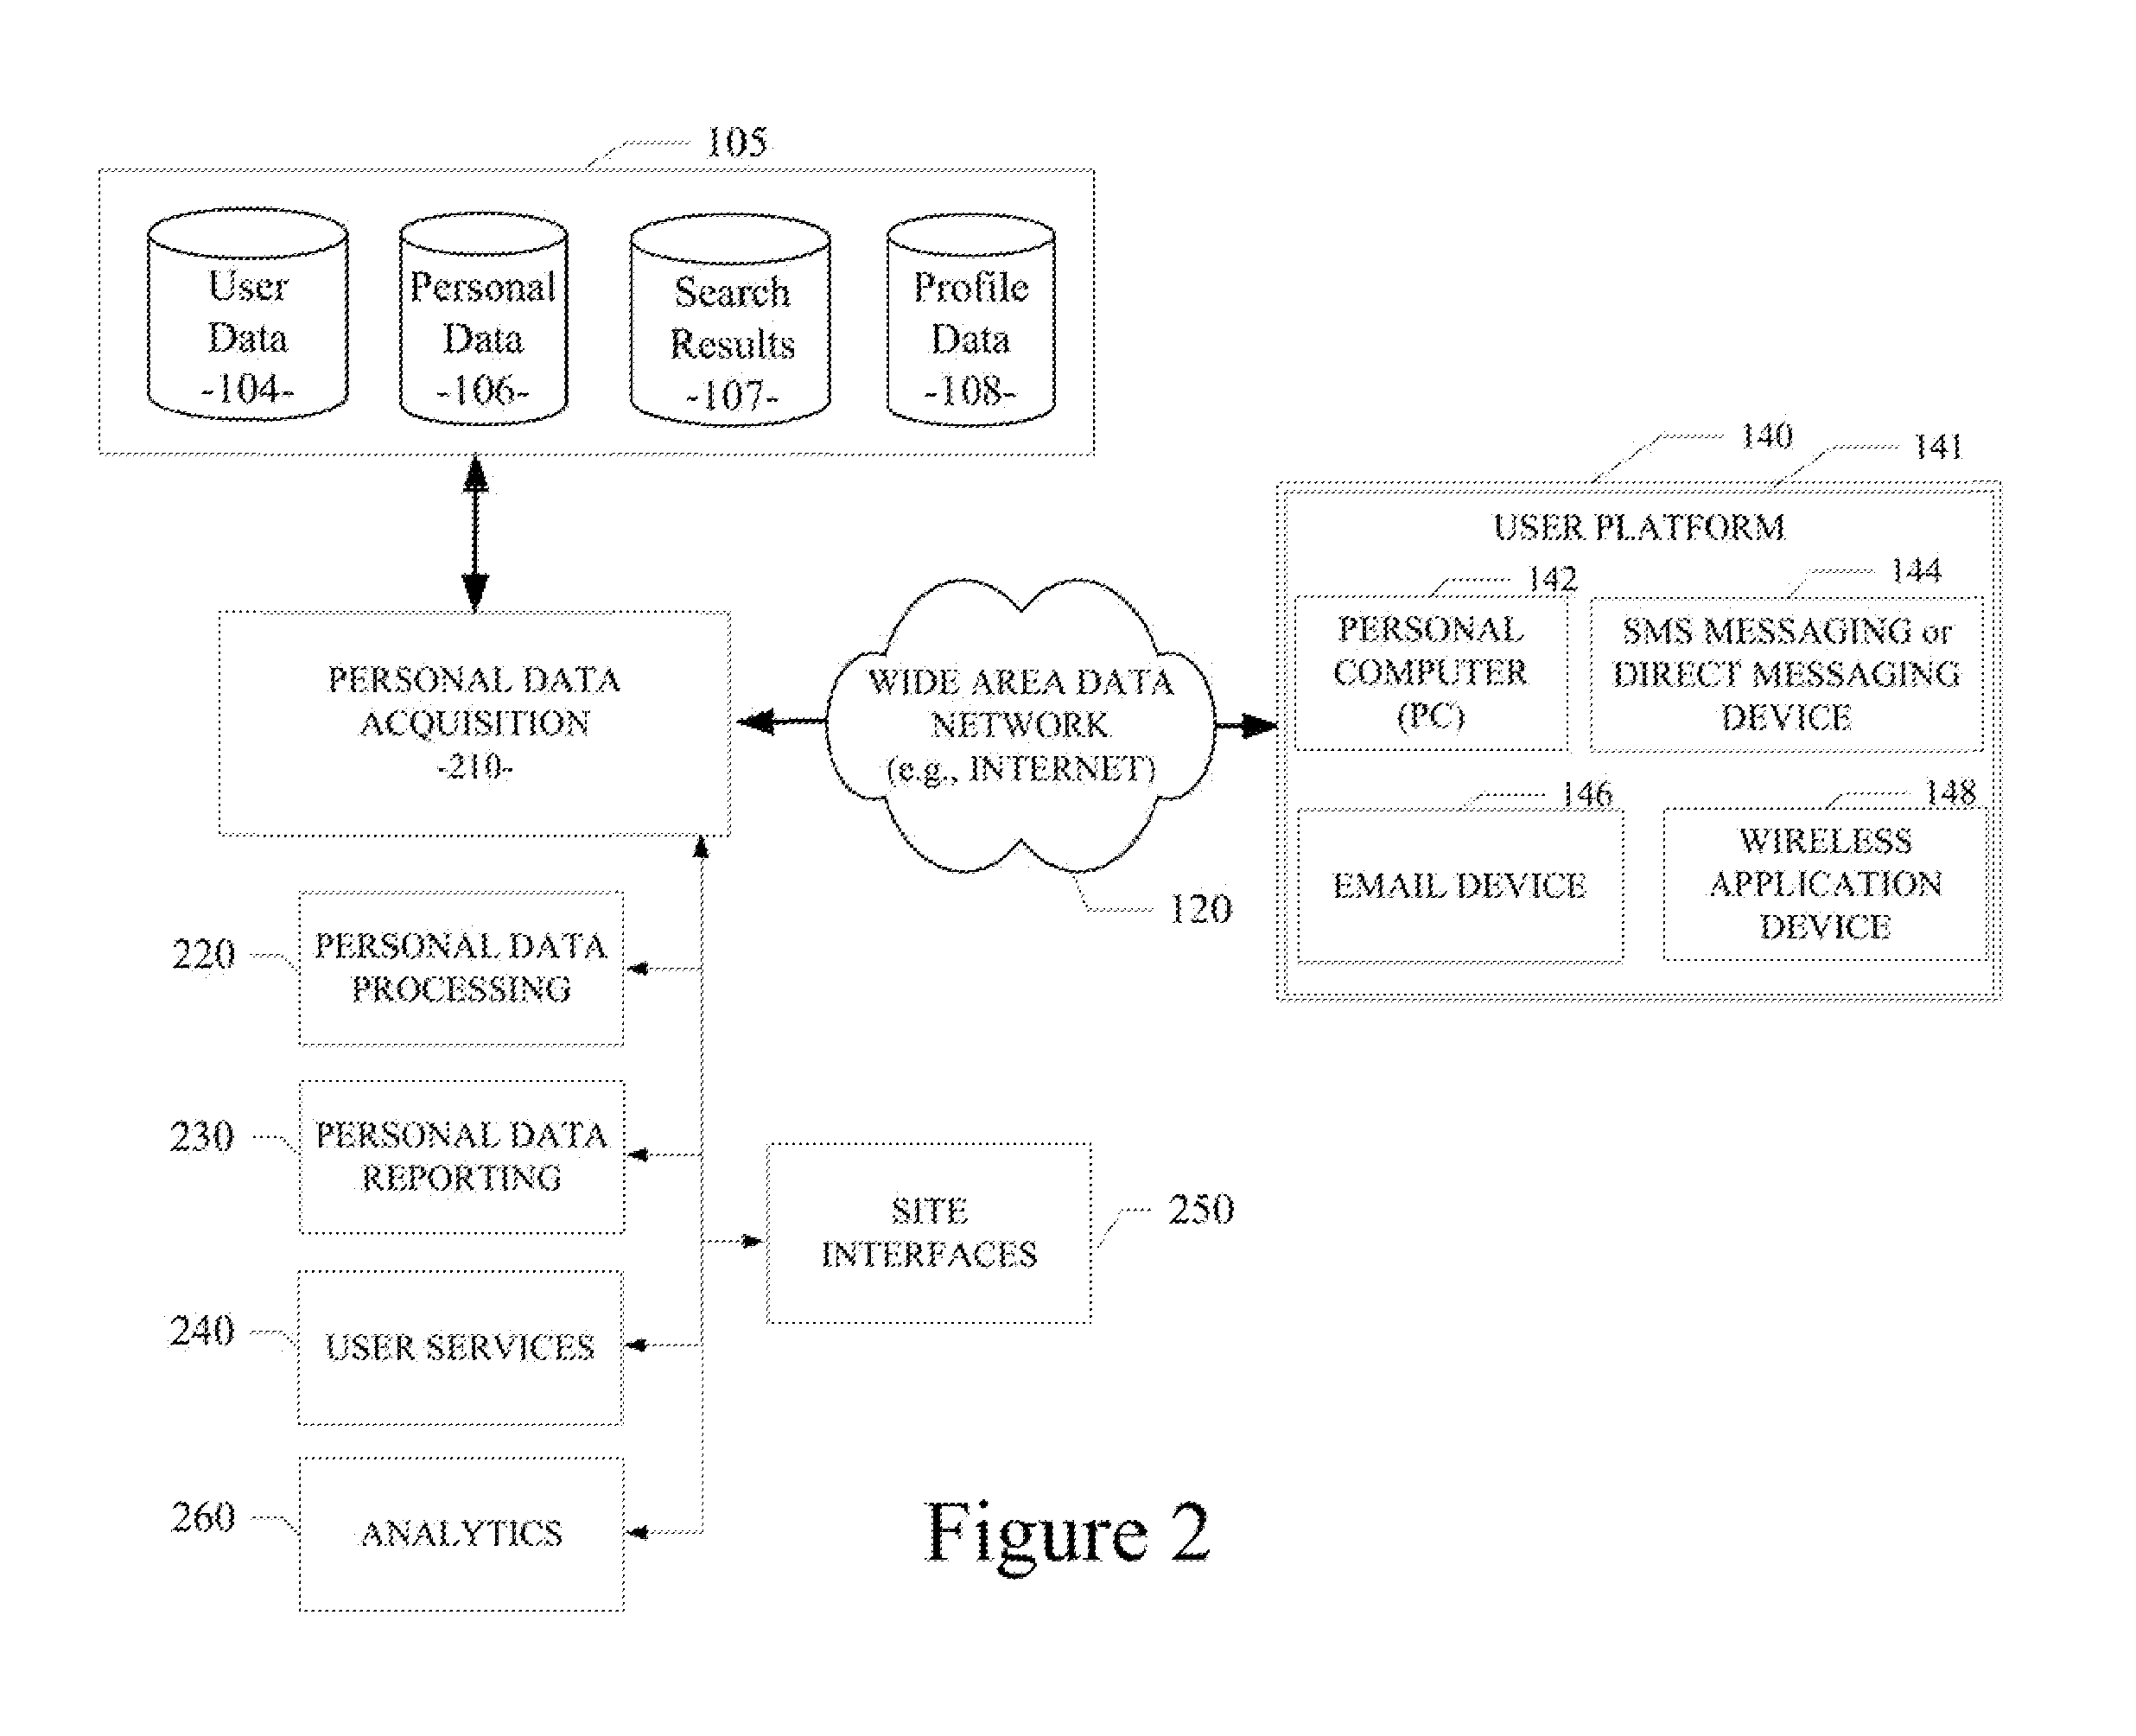 105
User
Data
-104-
Personal
Data
-106-
Search
Results
-107-
Profile
Data
-108-
140
141
USER PLATFORM
142
PERSONAL
COMPUTER
(PC)
144
SMS MESSAGING or
DIRECT MESSAGING
DEVICE
146
EMAIL DEVICE
148
WIRELESS
APPLICATION
DEVICE
PERSONAL DATA
ACQUISITION
-210-
WIDE AREA DATA
NETWORK
(e.g., INTERNET)
120
220
PERSONAL DATA
PROCESSING
230
PERSONAL DATA
REPORTING
SITE
INTERFACES
250
240
USER SERVICES
260
ANALYTICS
Figure 2